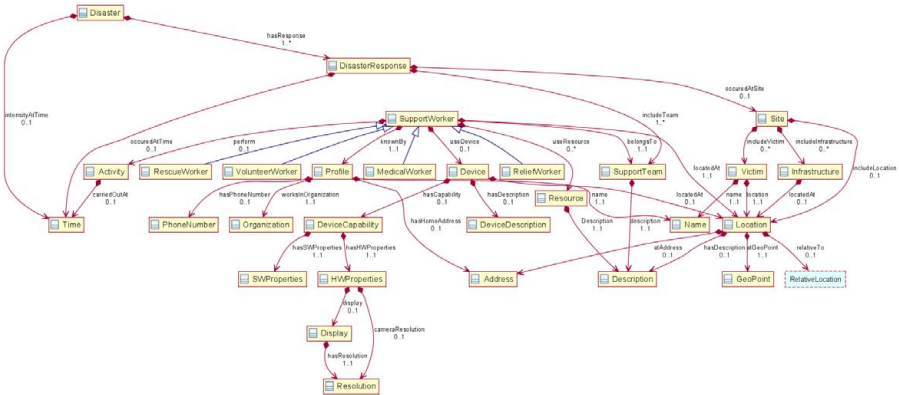 Disaster
hasResponse
1..*
DisasterResponse
intensityAtTime
0..1
occuredAtSite
0..1
includeTeam
1..*
SupportWorker
Site
occuredAtTime
0..1
perform
0..1
knownBy
1..1
useDevice
0..1
useResource
0..*
belongsTo
1..1
includeVictim
0..*
includeInfrastructure
0..*
Activity
RescueWorker
VolunteerWorker
Profile
MedicalWorker
Device
ReliefWorker
SupportTeam
locatedAt
1..1
Victim
Infrastructure
includeLocation
0..1
carriedOutAt
0..1
hasPhoneNumber
0..1
worksInOrganization
1..1
hasCapability
0..1
hasDescription
0..1
Resource
name
1..1
locatedAt
0..1
name
1..1
location
1..1
locatedAt
0..1
Time
PhoneNumber
Organization
DeviceCapability
hasHomeAddress
0..1
DeviceDescription
Description
1..1
description
1..1
Name
Location
hasSWProperties
1..1
hasHWProperties
1..1
atAddress
0..1
hasDescription
0..1
atGeoPoint
1..1
relativeTo
0..1
SWProperties
HWProperties
Address
Description
GeoPoint
RelativeLocation
display
0..1
cameraResolution
0..1
Display
hasResolution
1..1
Resolution